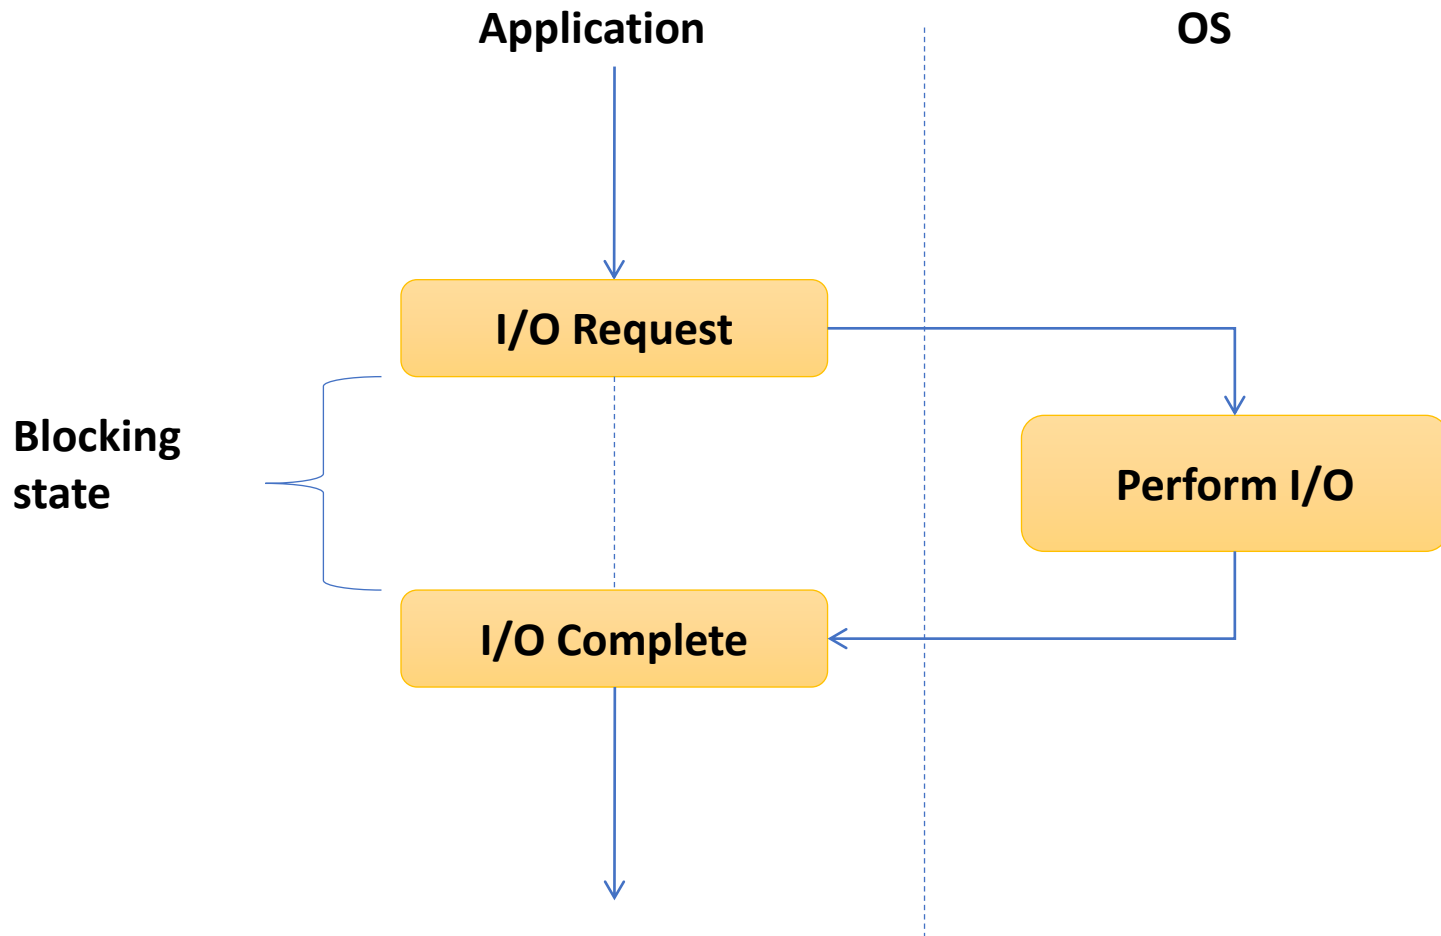 Application
OS
I/O Request
Blocking
state
Perform I/O
I/O Complete